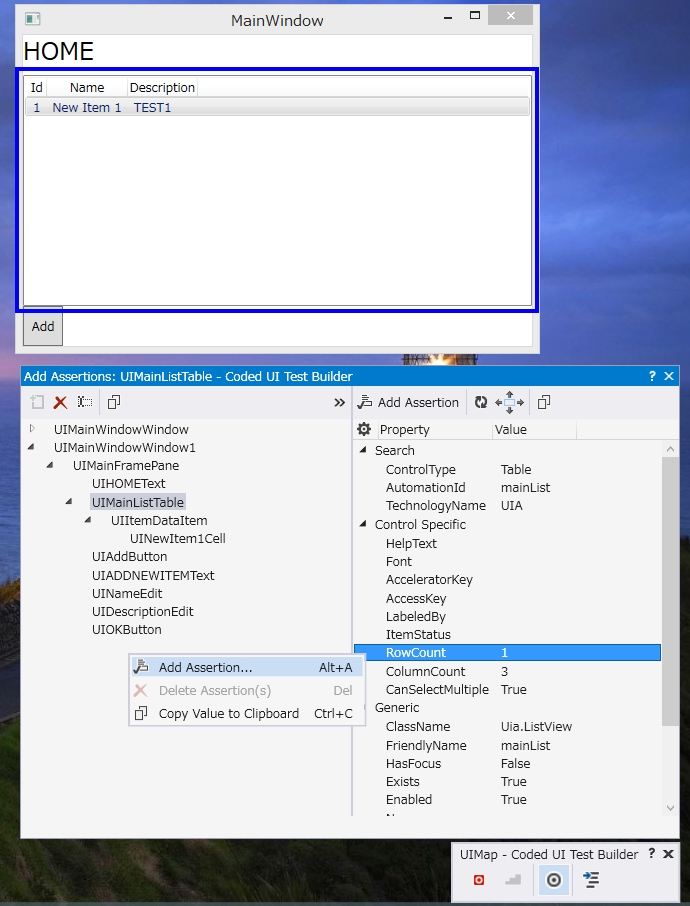 MainWindow
HOME
Id Name Description
1 New Item 1 TEST1
Add
Add Assertions: UIMainListTable - Coded UI Test Builder
Add Assertion
UIMainWindowWindow
UIMainWindowWindow1
UIMainFramePane
UIHOMEText
UIMainListTable
UIItemDataItem
UINewItem1Cell
UIAddButton
UIADDNEWITEMText
UINameEdit
UIDescriptionEdit
UIOKButton
Add Assertion... Alt+A
Delete Assertion(s) Del
Copy Value to Clipboard Ctrl+C
Property Value
Search
ControlType Table
AutomationId mainList
TechnologyName UIA
Control Specific
HelpText
Font
AcceleratorKey
AccessKey
LabeledBy
ItemStatus
RowCount 1
ColumnCount 3
CanSelectMultiple True
Generic
ClassName Uia.ListView
FriendlyName mainList
HasFocus False
Exists True
Enabled True
UIMap - Coded UI Test Builder